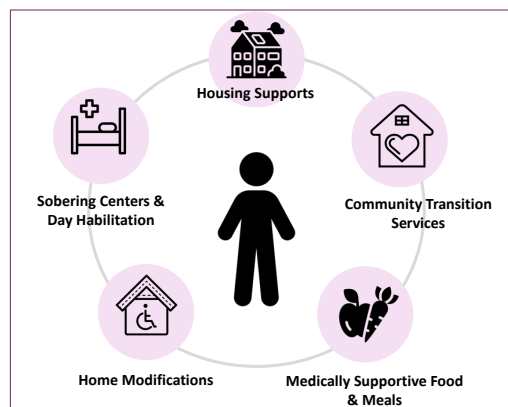 Housing Supports
Sobering Centers &
Day Habilitation
Community Transition
Services
Home Modifications
Medically Supportive Food
& Meals